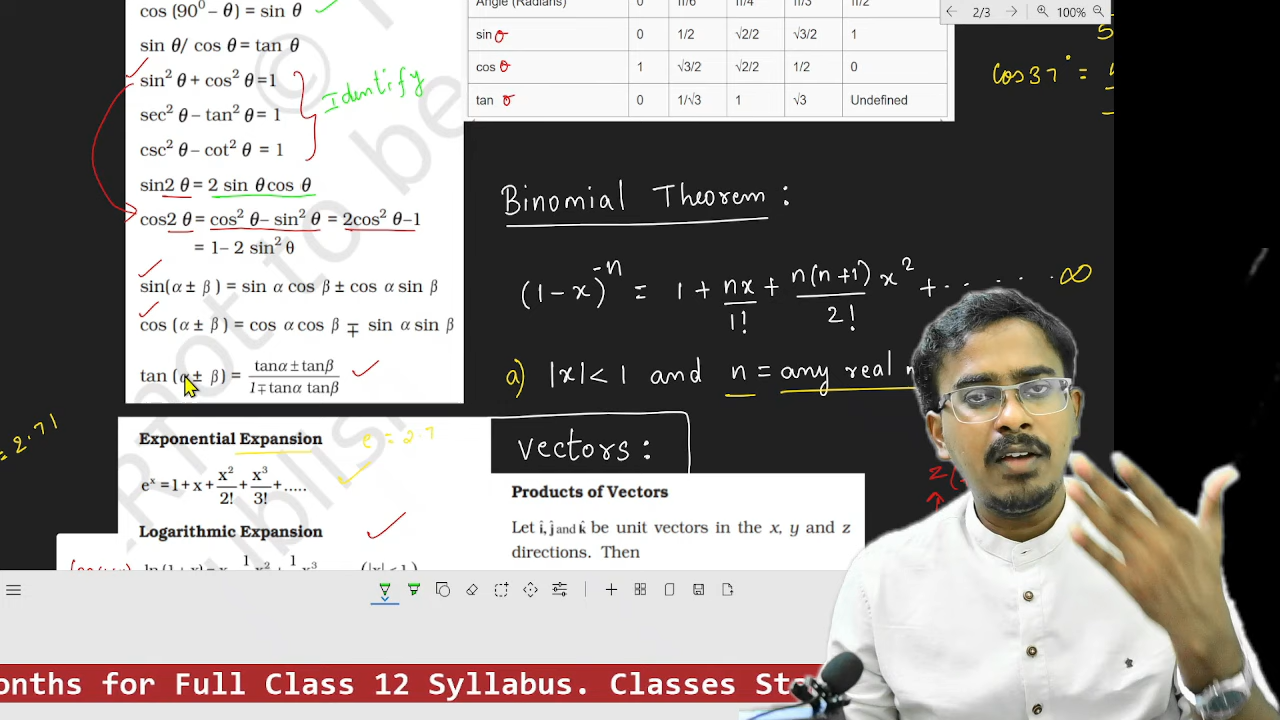 cos (90⁰ – θ) = sin θ
sin θ/ cos θ = tan θ
sin² θ + cos² θ =1
sec² θ – tan² θ = 1
csc² θ – cot² θ = 1
Identify
sin2 θ = 2 sin θ cos θ
cos2 θ = cos² θ – sin² θ = 2cos² θ –1
= 1– 2 sin² θ
sin(α ± β ) = sin α cos β ± cos α sin β
cos (α ± β ) = cos α cos β ∓ sin α sin β
tan (α ± β ) = tanα ± tanβ / 1 ∓ tanα tanβ
= 2.71
Exponential Expansion
e = 2.7
eˣ = 1 + x + x²/2! + x³/3! + .....
Logarithmic Expansion
(|x| < 1)
Angle (Radians) 0 π/6 π/4 π/3 π/2
sin θ 0 1/2 √2/2 √3/2 1
cos θ 1 √3/2 √2/2 1/2 0
tan θ 0 1/√3 1 √3 Undefined
2/3 100%
cos 37° =
Binomial Theorem :
(1-x)⁻ⁿ = 1 + nx/1! + n(n+1)/2! x² + ...... ∞
a) |x| < 1 and n = any real
Vectors :
Products of Vectors
Let î, ĵ and k̂ be unit vectors in the x, y and z
directions. Then
onths for Full Class 12 Syllabus. Classes St